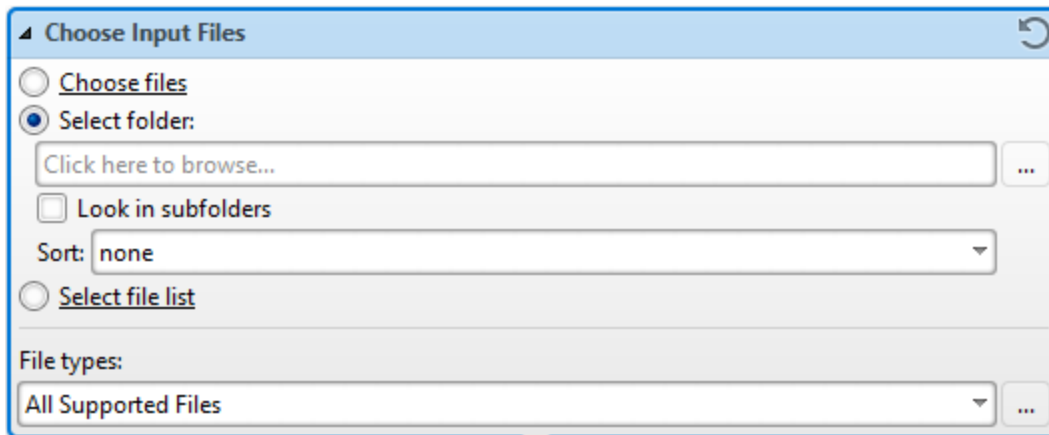 Choose Input Files
Choose files
Select folder:
Click here to browse...
...
Look in subfolders
Sort: none
Select file list
File types:
All Supported Files
...